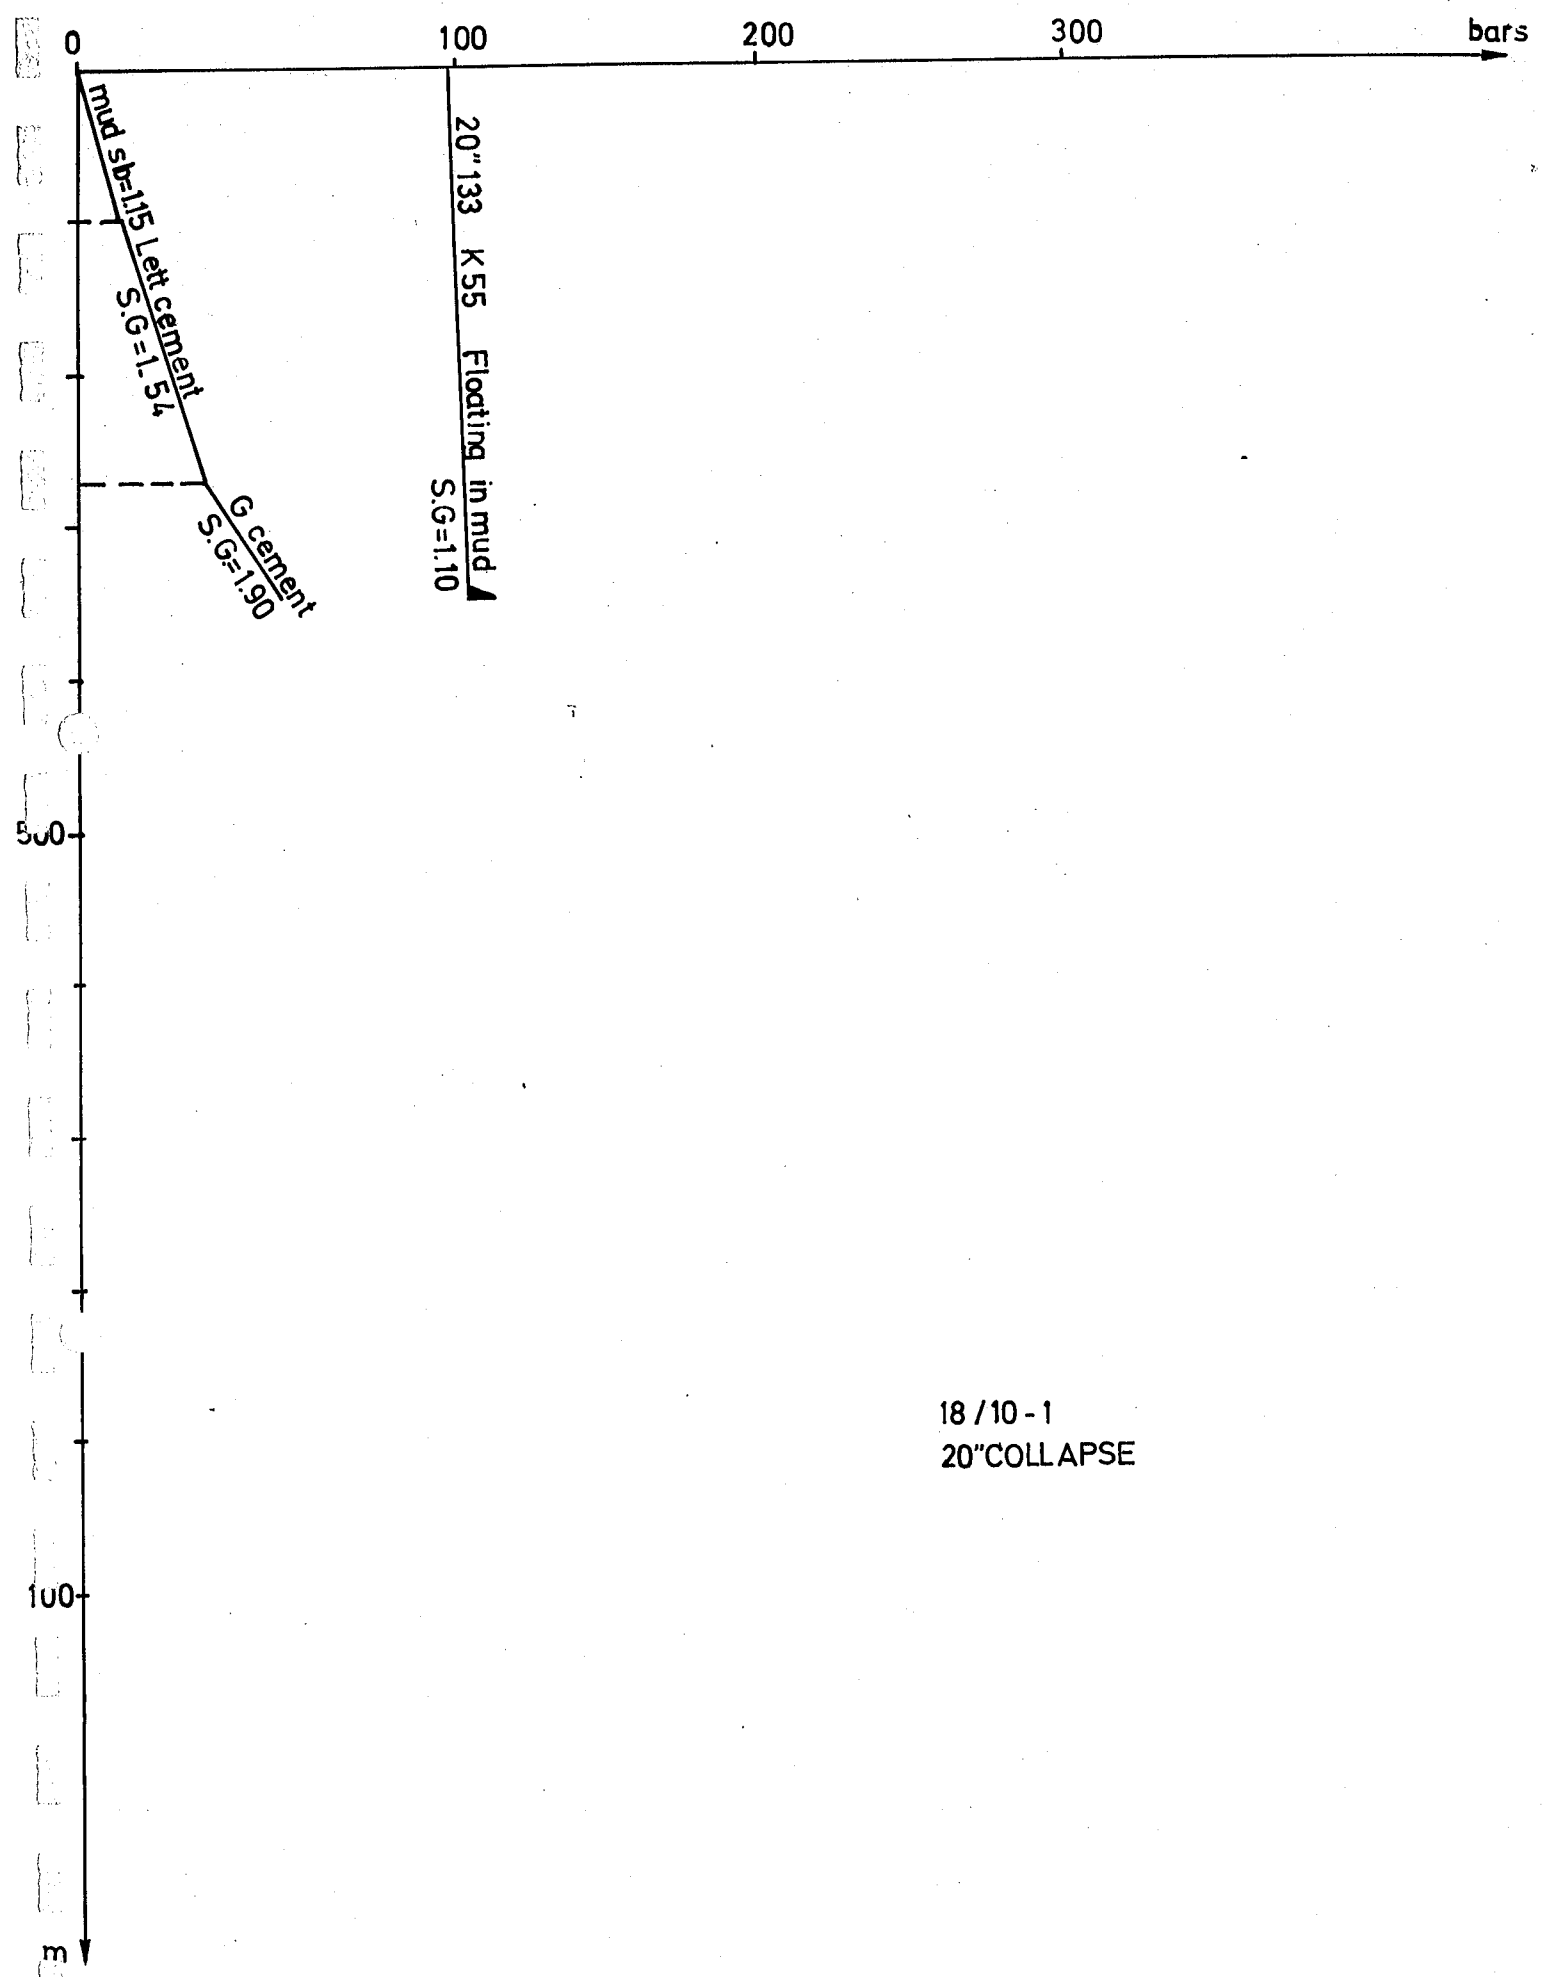 0 100 200 300 bars
mud sb=1.15 Lett cement
S.G=1.54
G cement
S.G.=1.90
20" 133 K55 Floating in mud
S.G=1.10
500
100
m
18/10-1
20" COLLAPSE